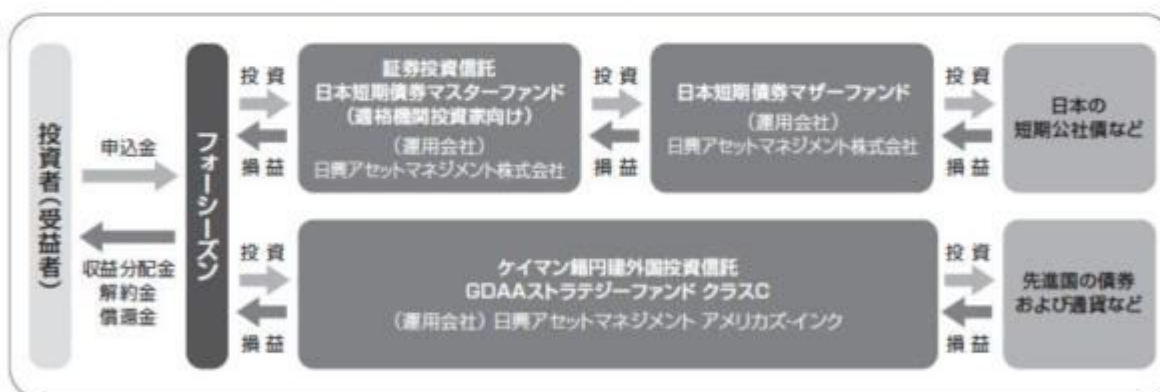 投資者(受益者)
申込金
収益分配金
解約金
償還金
フォーシーズン
投資
損益
証券投資信託
日本短期債券マスターファンド
(適格機関投資家向け)
(運用会社)
日興アセットマネジメント株式会社
投資
損益
日本短期債券マザーファンド
(運用会社)
日興アセットマネジメント株式会社
投資
損益
日本の
短期公社債など
投資
損益
ケイマン籍円建外国投資信託
GDAAストラテジーファンド クラスC
(運用会社) 日興アセットマネジメント アメリカズ・インク
投資
損益
先進国の債券
および通貨など